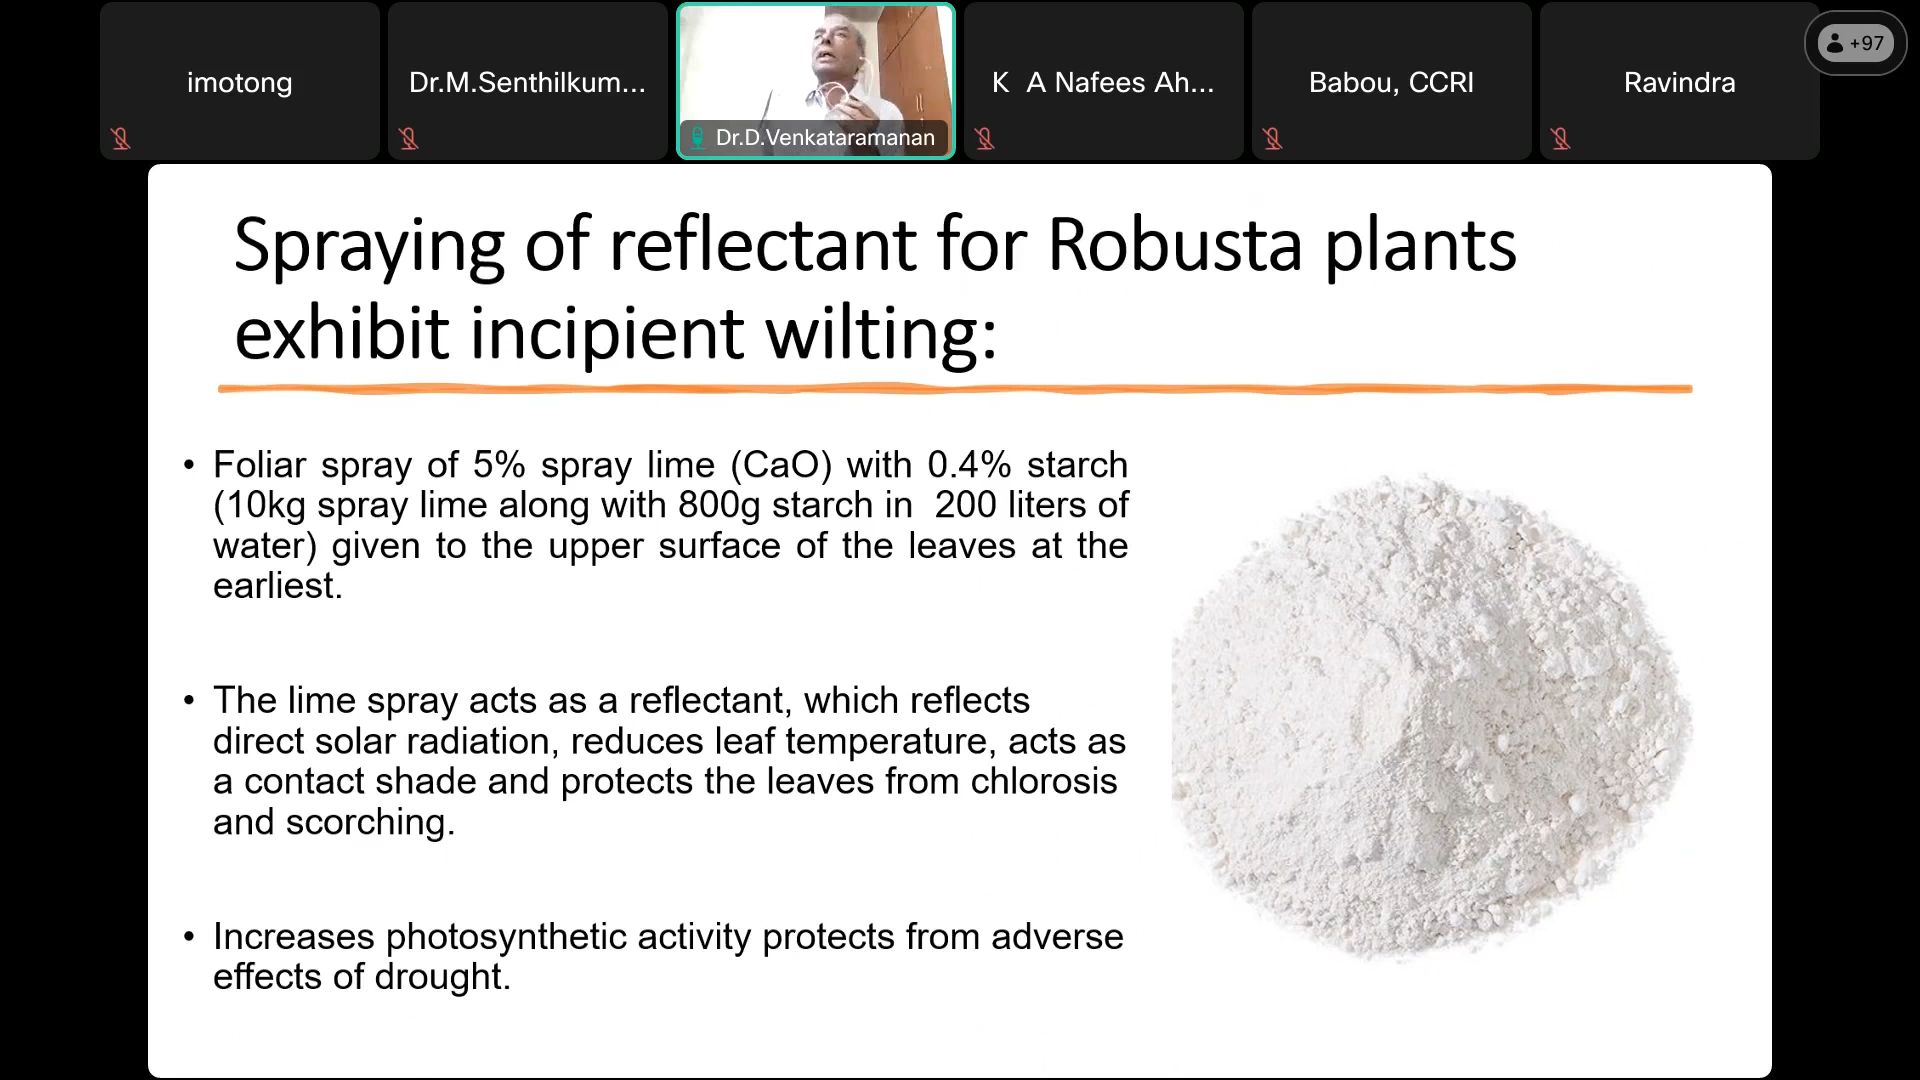 imotong
Dr.M.Senthilkum...
Dr.D.Venkataramanan
K A Nafees Ah...
Babou, CCRI
Ravindra
+97
Spraying of reflectant for Robusta plants
exhibit incipient wilting:
• Foliar spray of 5% spray lime (CaO) with 0.4% starch
(10kg spray lime along with 800g starch in 200 liters of
water) given to the upper surface of the leaves at the
earliest.
• The lime spray acts as a reflectant, which reflects
direct solar radiation, reduces leaf temperature, acts as
a contact shade and protects the leaves from chlorosis
and scorching.
• Increases photosynthetic activity protects from adverse
effects of drought.